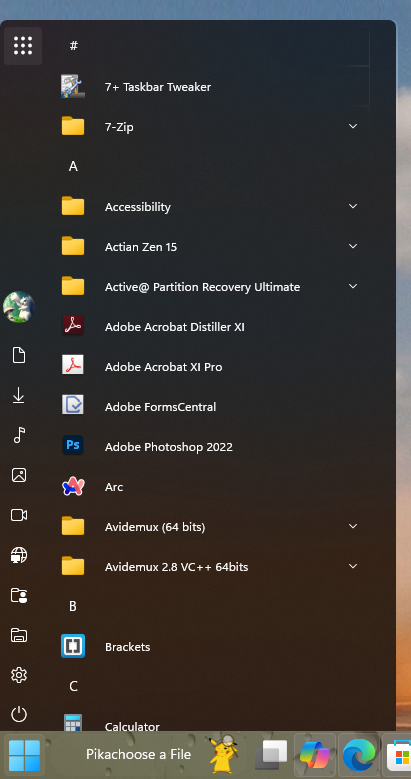 #
7+ Taskbar Tweaker
7-Zip
A
Accessibility
Actian Zen 15
Active@ Partition Recovery Ultimate
Adobe Acrobat Distiller XI
Adobe Acrobat XI Pro
Adobe FormsCentral
Ps Adobe Photoshop 2022
Arc
Avidemux (64 bits)
Avidemux 2.8 VC++ 64bits
B
Brackets
C
Calculator
Pikachoose a File